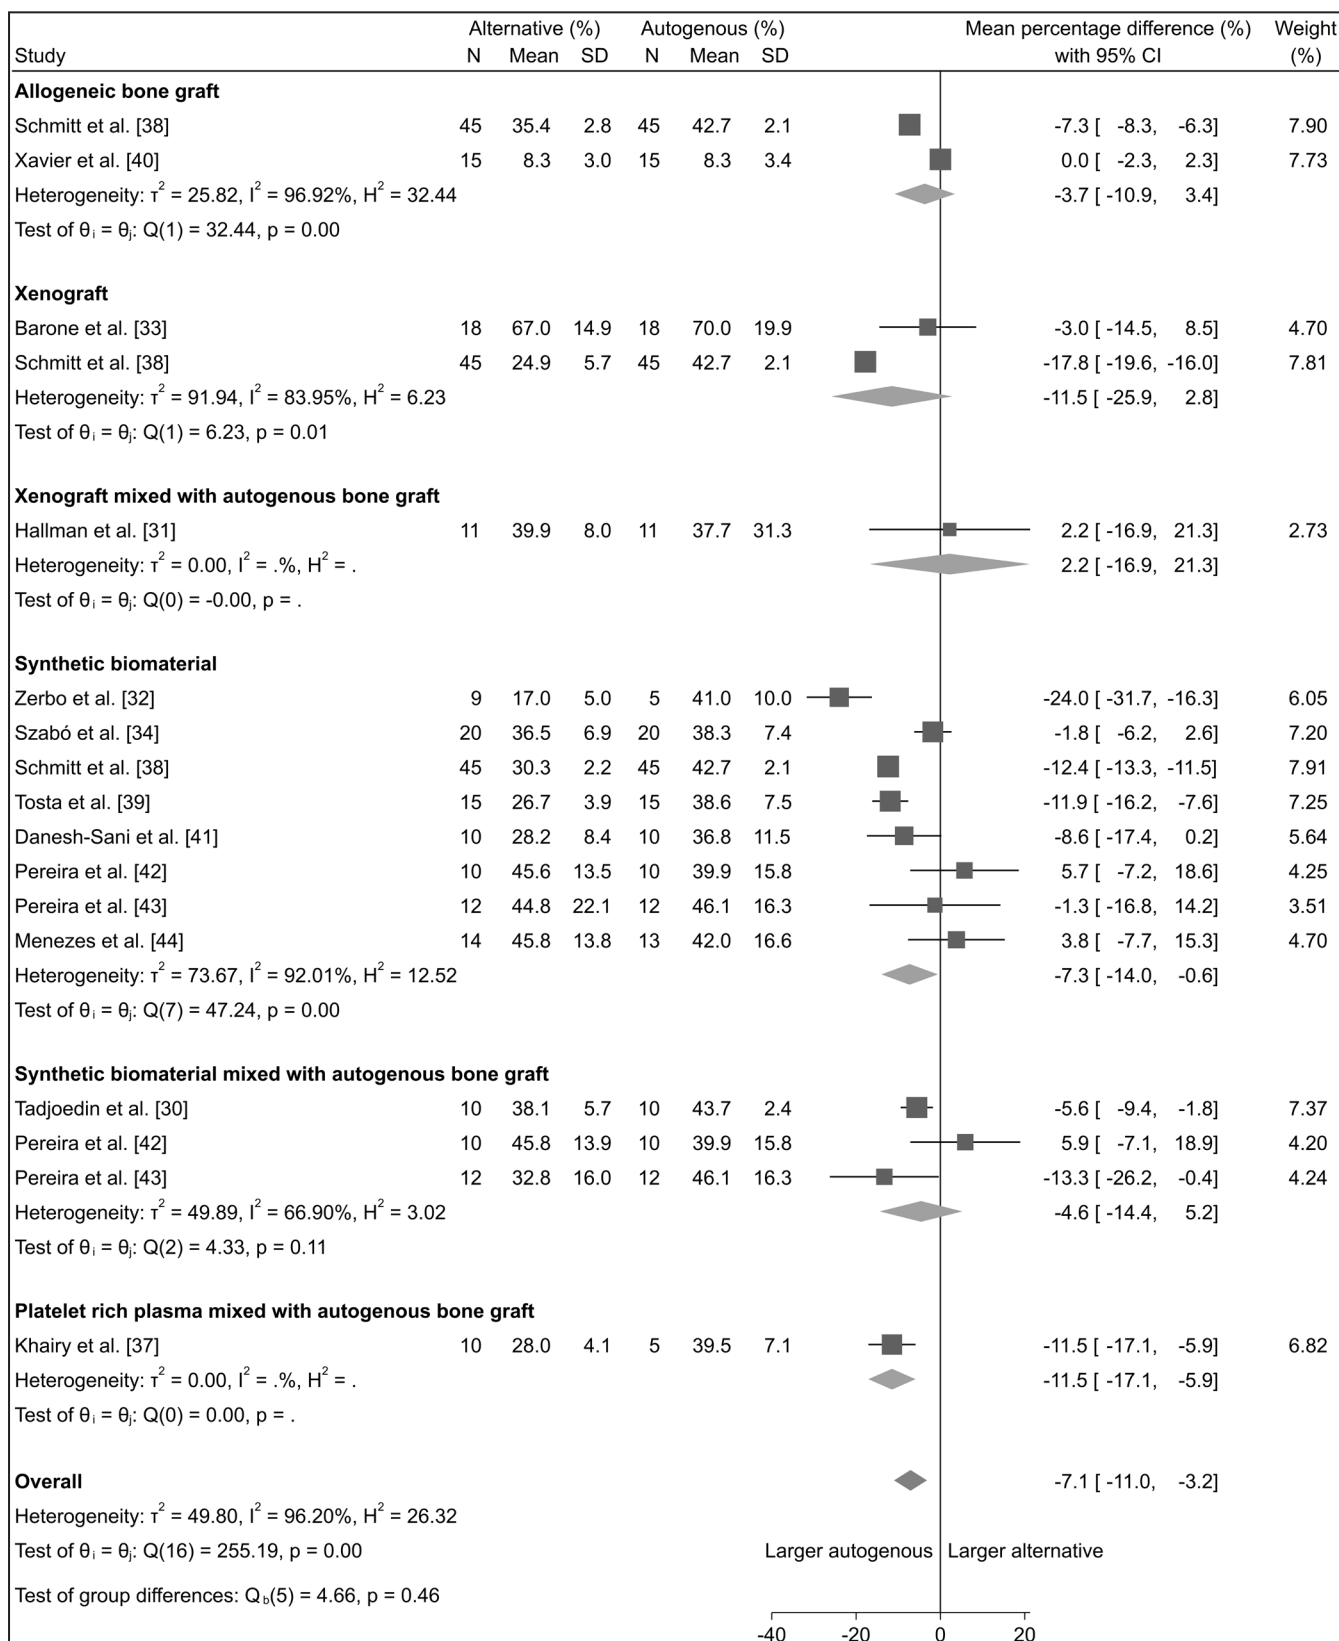 Alternative (%) Autogenous (%) Mean percentage difference (%) Weight
Study N Mean SD N Mean SD with 95% CI (%)
Allogeneic bone graft
Schmitt et al. [38] 45 35.4 2.8 45 42.7 2.1 -7.3 [ -8.3, -6.3] 7.90
Xavier et al. [40] 15 8.3 3.0 15 8.3 3.4 0.0 [ -2.3, 2.3] 7.73
Heterogeneity: τ² = 25.82, I² = 96.92%, H² = 32.44 -3.7 [ -10.9, 3.4]
Test of θᵢ = θⱼ: Q(1) = 32.44, p = 0.00
Xenograft
Barone et al. [33] 18 67.0 14.9 18 70.0 19.9 -3.0 [ -14.5, 8.5] 4.70
Schmitt et al. [38] 45 24.9 5.7 45 42.7 2.1 -17.8 [ -19.6, -16.0] 7.81
Heterogeneity: τ² = 91.94, I² = 83.95%, H² = 6.23 -11.5 [ -25.9, 2.8]
Test of θᵢ = θⱼ: Q(1) = 6.23, p = 0.01
Xenograft mixed with autogenous bone graft
Hallman et al. [31] 11 39.9 8.0 11 37.7 31.3 2.2 [ -16.9, 21.3] 2.73
Heterogeneity: τ² = 0.00, I² = .%, H² = . 2.2 [ -16.9, 21.3]
Test of θᵢ = θⱼ: Q(0) = -0.00, p = .
Synthetic biomaterial
Zerbo et al. [32] 9 17.0 5.0 5 41.0 10.0 -24.0 [ -31.7, -16.3] 6.05
Szabó et al. [34] 20 36.5 6.9 20 38.3 7.4 -1.8 [ -6.2, 2.6] 7.20
Schmitt et al. [38] 45 30.3 2.2 45 42.7 2.1 -12.4 [ -13.3, -11.5] 7.91
Tosta et al. [39] 15 26.7 3.9 15 38.6 7.5 -11.9 [ -16.2, -7.6] 7.25
Danesh-Sani et al. [41] 10 28.2 8.4 10 36.8 11.5 -8.6 [ -17.4, 0.2] 5.64
Pereira et al. [42] 10 45.6 13.5 10 39.9 15.8 5.7 [ -7.2, 18.6] 4.25
Pereira et al. [43] 12 44.8 22.1 12 46.1 16.3 -1.3 [ -16.8, 14.2] 3.51
Menezes et al. [44] 14 45.8 13.8 13 42.0 16.6 3.8 [ -7.7, 15.3] 4.70
Heterogeneity: τ² = 73.67, I² = 92.01%, H² = 12.52 -7.3 [ -14.0, -0.6]
Test of θᵢ = θⱼ: Q(7) = 47.24, p = 0.00
Synthetic biomaterial mixed with autogenous bone graft
Tadjoedin et al. [30] 10 38.1 5.7 10 43.7 2.4 -5.6 [ -9.4, -1.8] 7.37
Pereira et al. [42] 10 45.8 13.9 10 39.9 15.8 5.9 [ -7.1, 18.9] 4.20
Pereira et al. [43] 12 32.8 16.0 12 46.1 16.3 -13.3 [ -26.2, -0.4] 4.24
Heterogeneity: τ² = 49.89, I² = 66.90%, H² = 3.02 -4.6 [ -14.4, 5.2]
Test of θᵢ = θⱼ: Q(2) = 4.33, p = 0.11
Platelet rich plasma mixed with autogenous bone graft
Khairy et al. [37] 10 28.0 4.1 5 39.5 7.1 -11.5 [ -17.1, -5.9] 6.82
Heterogeneity: τ² = 0.00, I² = .%, H² = . -11.5 [ -17.1, -5.9]
Test of θᵢ = θⱼ: Q(0) = 0.00, p = .
Overall -7.1 [ -11.0, -3.2]
Heterogeneity: τ² = 49.80, I² = 96.20%, H² = 26.32
Test of θᵢ = θⱼ: Q(16) = 255.19, p = 0.00 Larger autogenous Larger alternative
Test of group differences: Q_b(5) = 4.66, p = 0.46
-40 -20 0 20